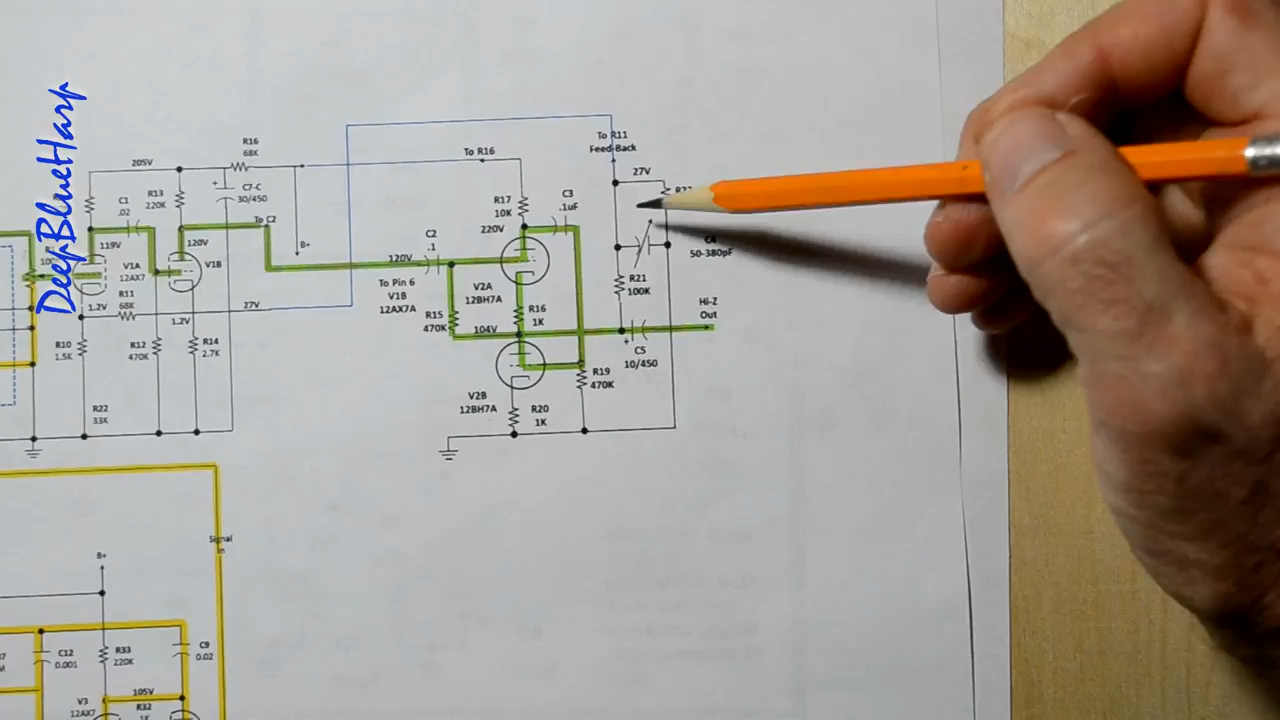 DeepBlueHarp
R16
68K
205V
To R16
To R11
Feed-Back
27V
C7-C
30/450
R13
220K
C1
.02
R17
10K
C3
.1uF
To C2
220V
119V
120V
B+
C2
.1
120V
V1A
12AX7
V1B
C4
50-380pF
To Pin 6
V1B
12AX7A
V2A
12BH7A
R21
100K
R11
68K
1.2V
27V
1.2V
Hi-Z
Out
R15
470K
R16
1K
104V
R10
1.5K
R12
470K
R14
2.7K
C5
10/450
+
R19
470K
V2B
12BH7A
R20
1K
R22
33K
Signal
In
B+
C12
0.001
R33
220K
C9
0.02
V3
12AX7
105V
R32
1K